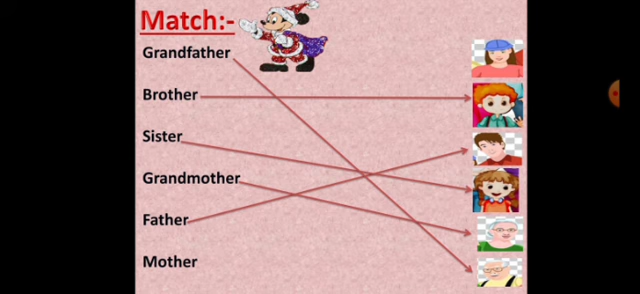 Match:-
Grandfather
Brother
Sister
Grandmother
Father
Mother